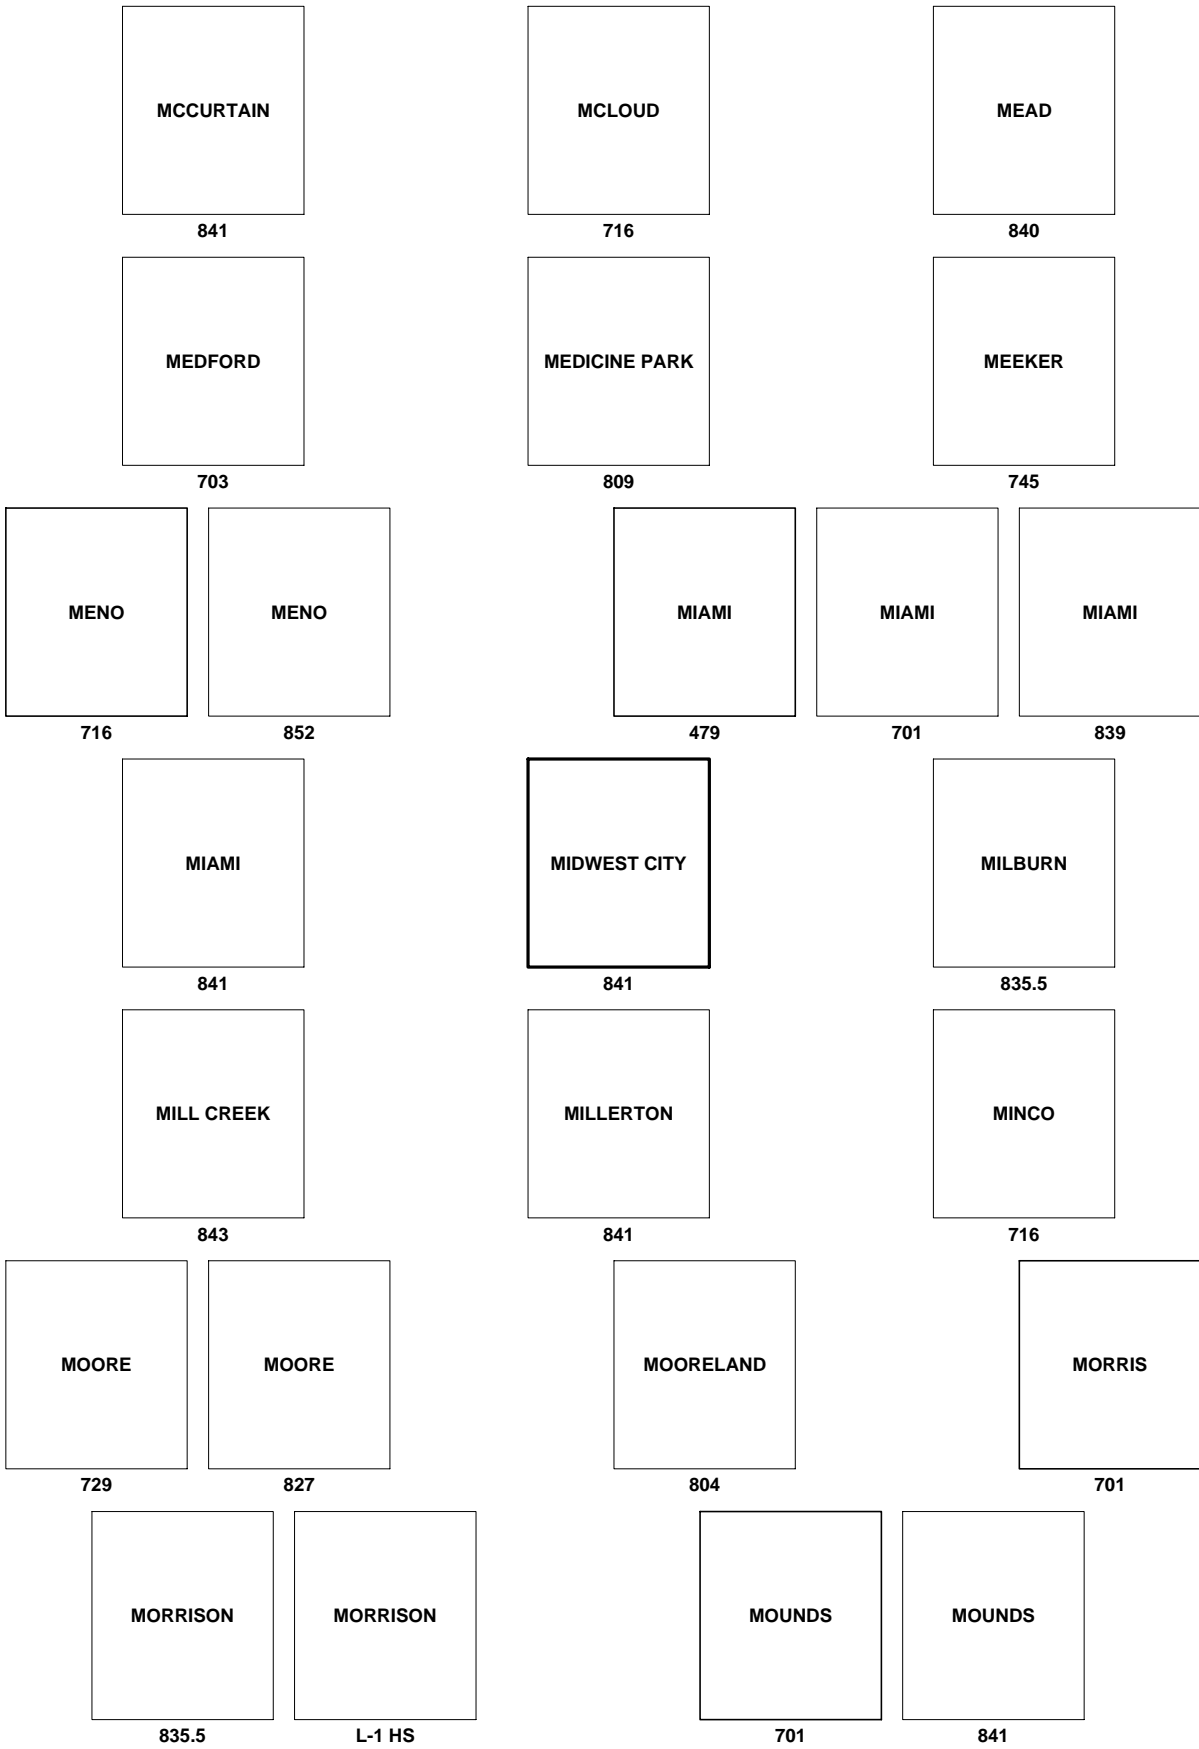 MCCURTAIN MCLOUD MEAD
841 716 840
MEDFORD MEDICINE PARK MEEKER
703 809 745
MENO MENO MIAMI MIAMI MIAMI
716 852 479 701 839
MIAMI MIDWEST CITY MILBURN
841 841 835.5
MILL CREEK MILLERTON MINCO
843 841 716
MOORE MOORE MOORELAND MORRIS
729 827 804 701
MORRISON MORRISON MOUNDS MOUNDS
835.5 L-1 HS 701 841